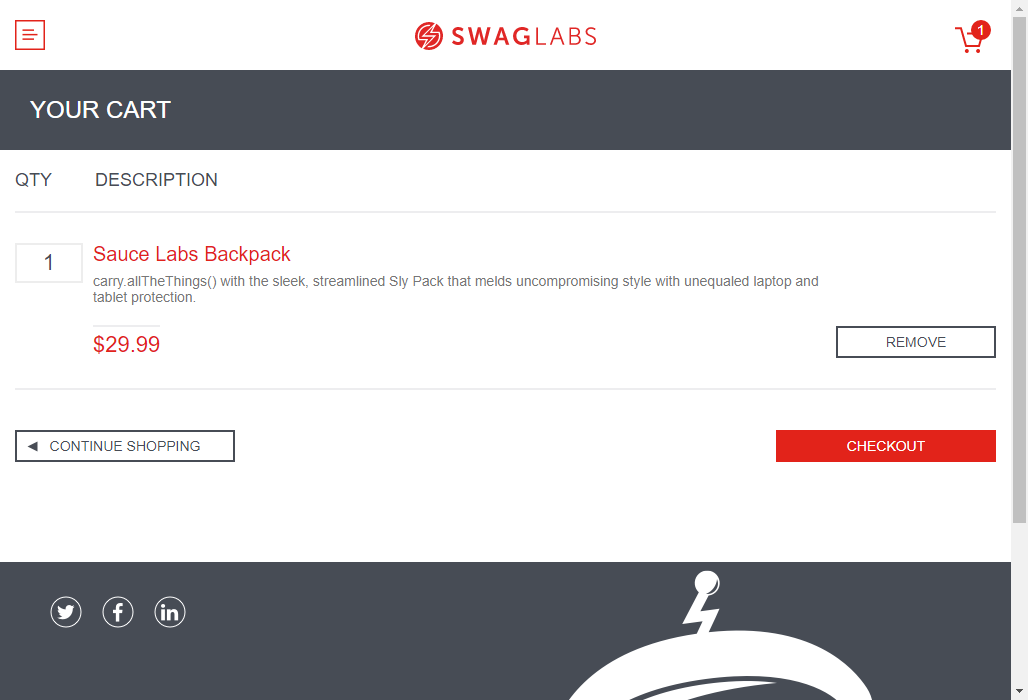 SWAGLABS
1
YOUR CART
QTY DESCRIPTION
1
Sauce Labs Backpack
carry.allTheThings() with the sleek, streamlined Sly Pack that melds uncompromising style with unequaled laptop and
tablet protection.
$29.99
REMOVE
CONTINUE SHOPPING
CHECKOUT